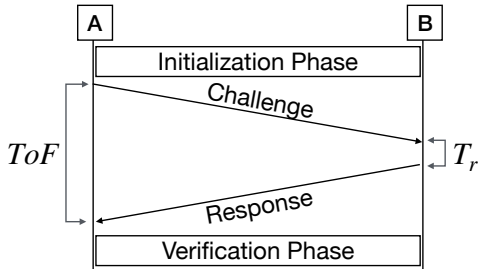 A
B
Initialization Phase
Challenge
ToF
T_r
Response
Verification Phase